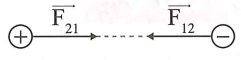 F₂₁ F₁₂
+ −